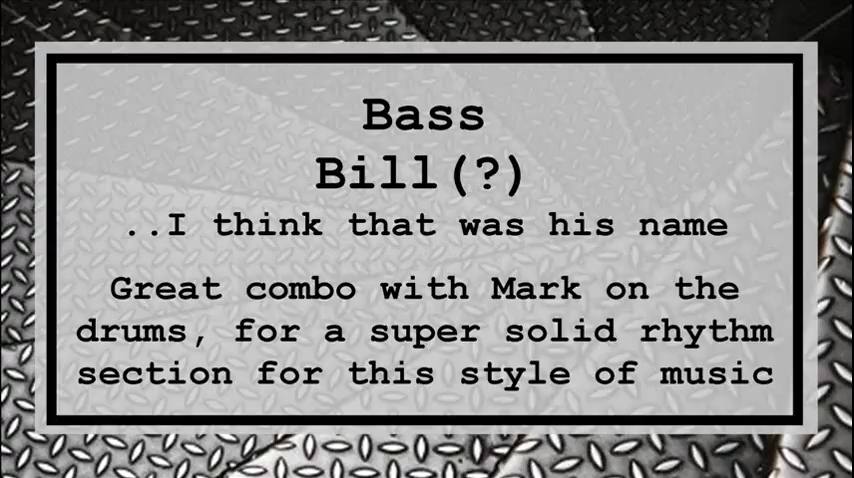 Bass
Bill(?)
..I think that was his name
Great combo with Mark on the
drums, for a super solid rhythm
section for this style of music